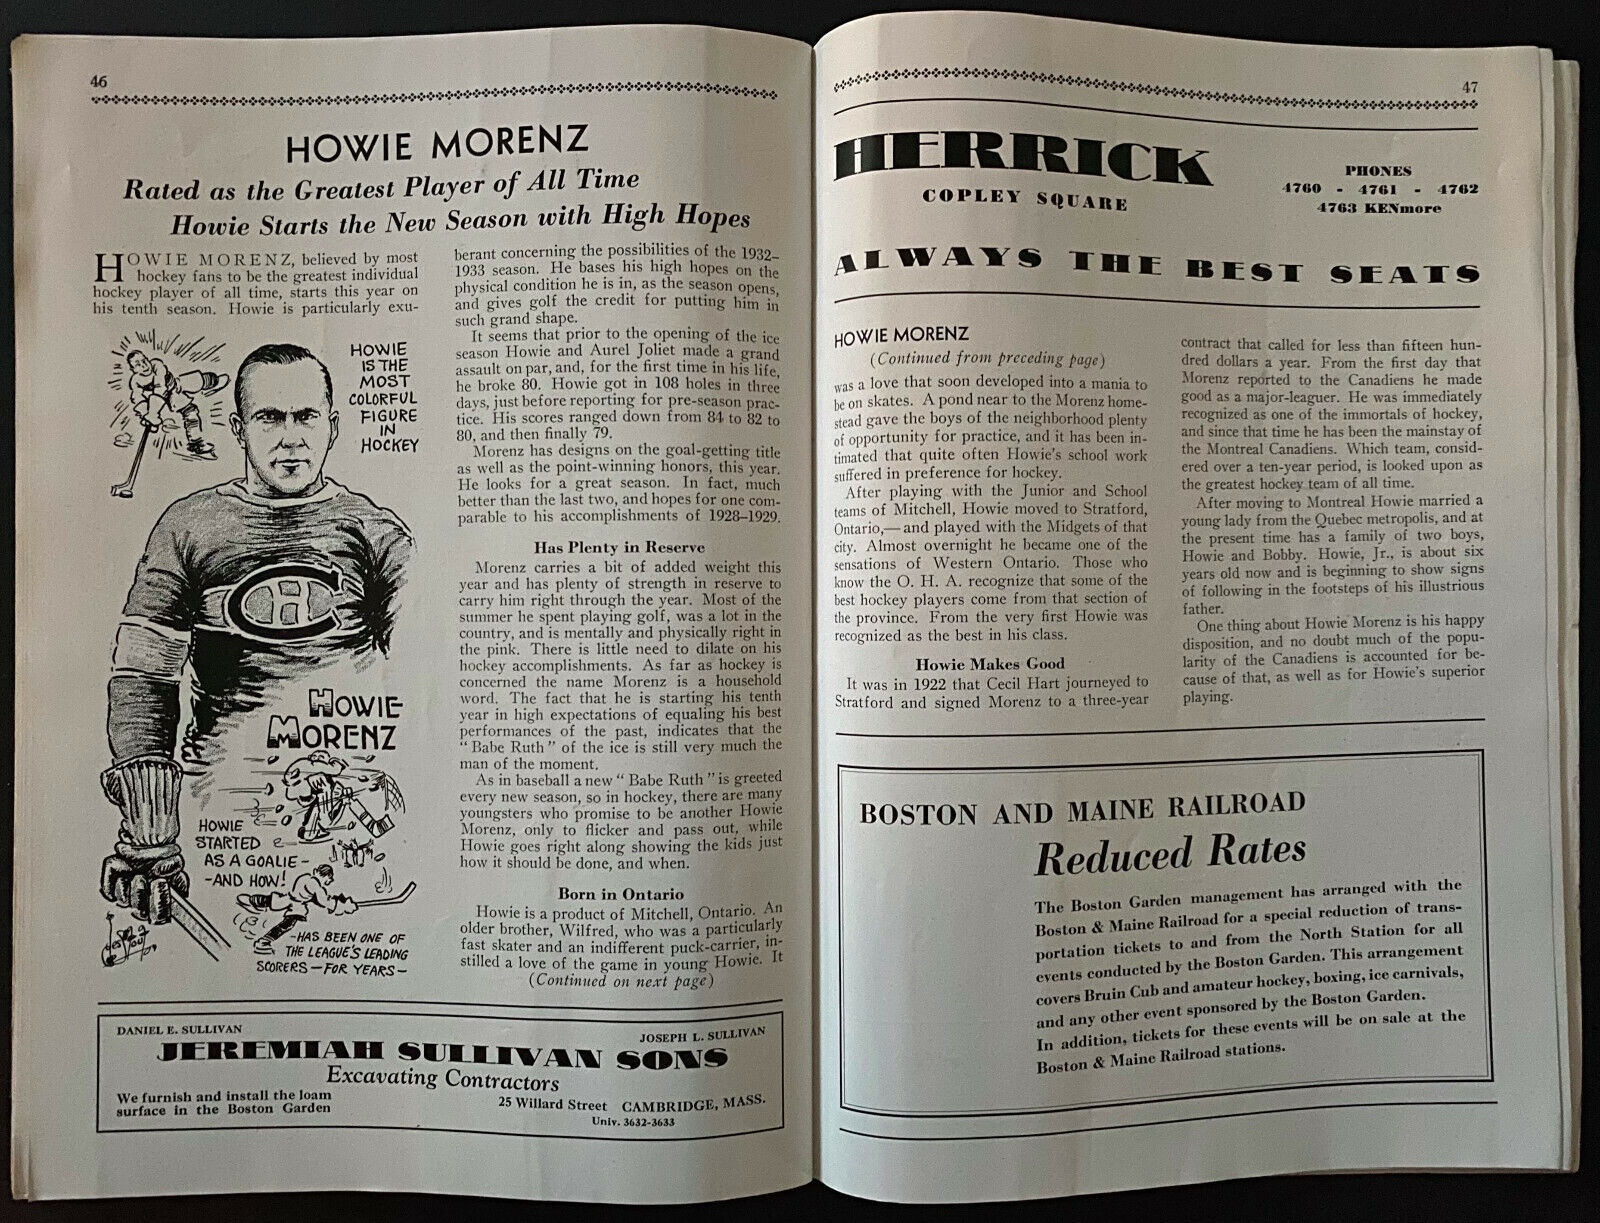 46
HOWIE MORENZ
Rated as the Greatest Player of All Time
Howie Starts the New Season with High Hopes
HOWIE MORENZ, believed by most
hockey fans to be the greatest individual
hockey player of all time, starts this year on
his tenth season. Howie is particularly exu-
HOWIE
IS THE
MOST
COLORFUL
FIGURE
IN
HOCKEY
HOWIE
MORENZ
HOWIE
STARTED
AS A GOALIE-
-AND HOW!
-HAS BEEN ONE OF
THE LEAGUE'S LEADING
SCORERS-FOR YEARS-
berant concerning the possibilities of the 1932-
1933 season. He bases his high hopes on the
physical condition he is in, as the season opens,
and gives golf the credit for putting him in
such grand shape.
It seems that prior to the opening of the ice
season Howie and Aurel Joliet made a grand
assault on par, and, for the first time in his life,
he broke 80. Howie got in 108 holes in three
days, just before reporting for pre-season prac-
tice. His scores ranged down from 84 to 82 to
80, and then finally 79.
Morenz has designs on the goal-getting title
as well as the point-winning honors, this year.
He looks for a great season. In fact, much
better than the last two, and hopes for one com-
parable to his accomplishments of 1928-1929.
Has Plenty in Reserve
Morenz carries a bit of added weight this
year and has plenty of strength in reserve to
carry him right through the year. Most of the
summer he spent playing golf, was a lot in the
country, and is mentally and physically right in
the pink. There is little need to dilate on his
hockey accomplishments. As far as hockey is
concerned the name Morenz is a household
word. The fact that he is starting his tenth
year in high expectations of equaling his best
performances of the past, indicates that the
"Babe Ruth" of the ice is still very much the
man of the moment.
As in baseball a new "Babe Ruth" is greeted
every new season, so in hockey, there are many
youngsters who promise to be another Howie
Morenz, only to flicker and pass out, while
Howie goes right along showing the kids just
how it should be done, and when.
Born in Ontario
Howie is a product of Mitchell, Ontario. An
older brother, Wilfred, who was a particularly
fast skater and an indifferent puck-carrier, in-
stilled a love of the game in young Howie. It
(Continued on next page)
DANIEL E. SULLIVAN
JOSEPH L. SULLIVAN
JEREMIAH SULLIVAN SONS
Excavating Contractors
We furnish and install the loam
surface in the Boston Garden
25 Willard Street CAMBRIDGE, MASS.
Univ. 3632-3633
47
HERRICK
COPLEY SQUARE
PHONES
4760 - 4761 - 4762
4763 KENmore
ALWAYS THE BEST SEATS
HOWIE MORENZ
(Continued from preceding page)
was a love that soon developed into a mania to
be on skates. A pond near to the Morenz home-
stead gave the boys of the neighborhood plenty
of opportunity for practice, and it has been in-
timated that quite often Howie's school work
suffered in preference for hockey.
After playing with the Junior and School
teams of Mitchell, Howie moved to Stratford,
Ontario,—and played with the Midgets of that
city. Almost overnight he became one of the
sensations of Western Ontario. Those who
know the O. H. A. recognize that some of the
best hockey players come from that section of
the province. From the very first Howie was
recognized as the best in his class.
Howie Makes Good
It was in 1922 that Cecil Hart journeyed to
Stratford and signed Morenz to a three-year
contract that called for less than fifteen hun-
dred dollars a year. From the first day that
Morenz reported to the Canadiens he made
good as a major-leaguer. He was immediately
recognized as one of the immortals of hockey,
and since that time he has been the mainstay of
the Montreal Canadiens. Which team, consid-
ered over a ten-year period, is looked upon as
the greatest hockey team of all time.
After moving to Montreal Howie married a
young lady from the Quebec metropolis, and at
the present time has a family of two boys,
Howie and Bobby. Howie, Jr., is about six
years old now and is beginning to show signs
of following in the footsteps of his illustrious
father.
One thing about Howie Morenz is his happy
disposition, and no doubt much of the popu-
larity of the Canadiens is accounted for be-
cause of that, as well as for Howie's superior
playing.
BOSTON AND MAINE RAILROAD
Reduced Rates
The Boston Garden management has arranged with the
Boston & Maine Railroad for a special reduction of trans-
portation tickets to and from the North Station for all
events conducted by the Boston Garden. This arrangement
covers Bruin Cub and amateur hockey, boxing, ice carnivals,
and any other event sponsored by the Boston Garden.
In addition, tickets for these events will be on sale at the
Boston & Maine Railroad stations.